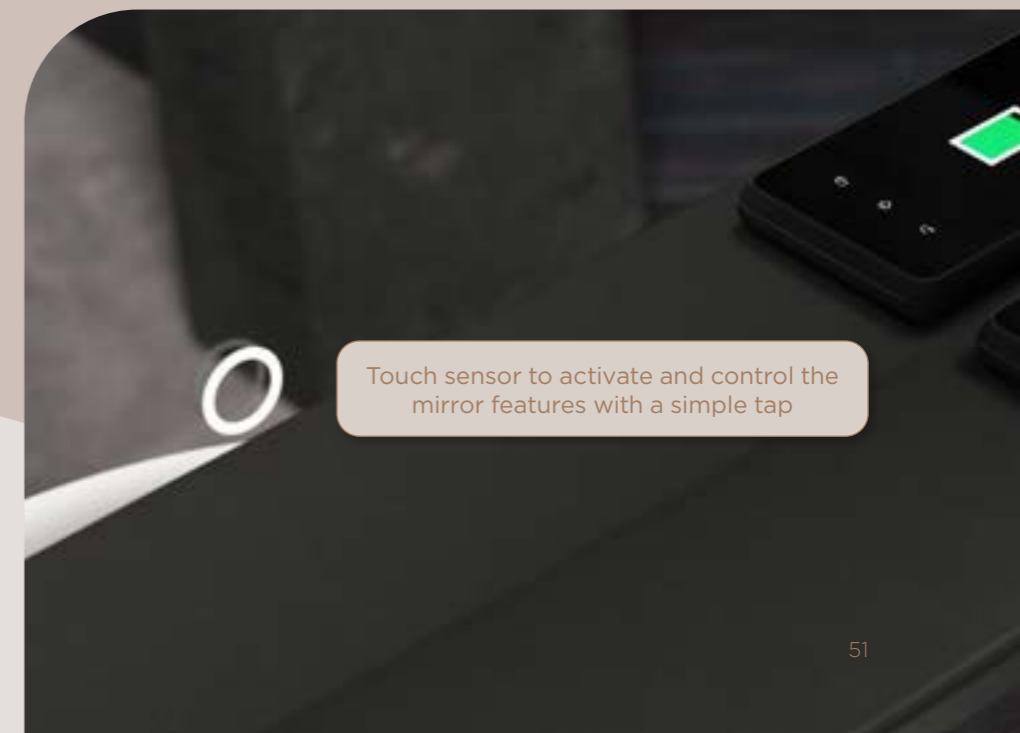 Touch sensor to activate and control the
mirror features with a simple tap
51